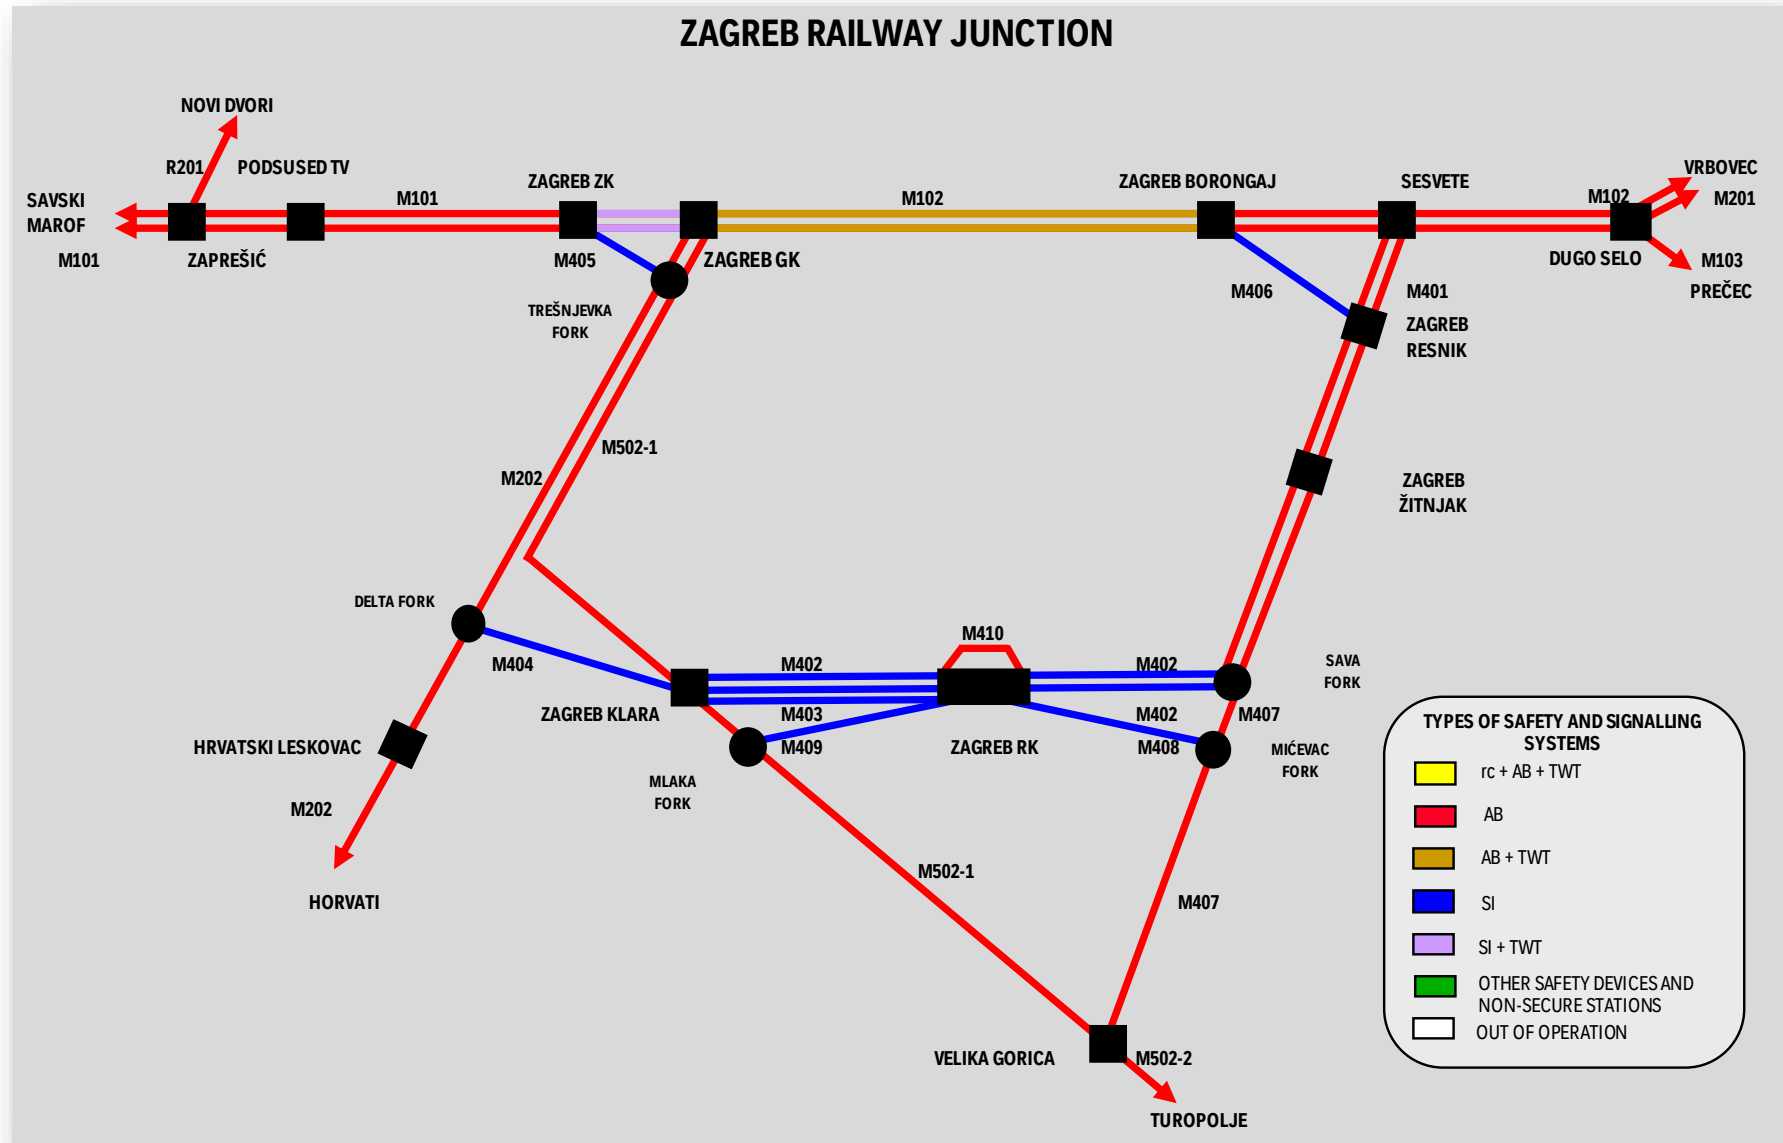 ZAGREB RAILWAY JUNCTION
NOVI DVORI
R201
PODSUSED TV
SAVSKI
MAROF
M101
M101
ZAPREŠIĆ
ZAGREB ZK
M405
ZAGREB GK
TREŠNJEVKA
FORK
M102
ZAGREB BORONGAJ
SESVETE
M102
VRBOVEC
M201
DUGO SELO
M103
PREČEC
M406
M401
ZAGREB
RESNIK
M502-1
M202
ZAGREB
ŽITNJAK
DELTA FORK
M404
M410
M402
M402
SAVA
FORK
ZAGREB KLARA
M403
M409
M402
M408
M407
ZAGREB RK
MIĆEVAC
FORK
HRVATSKI LESKOVAC
MLAKA
FORK
M202
HORVATI
M502-1
M407
VELIKA GORICA
M502-2
TUROPOLJE
TYPES OF SAFETY AND SIGNALLING
SYSTEMS
rc + AB + TWT
AB
AB + TWT
SI
SI + TWT
OTHER SAFETY DEVICES AND
NON-SECURE STATIONS
OUT OF OPERATION